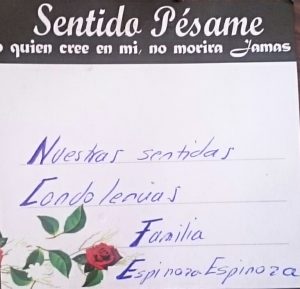 Sentido Pésame
o quien cree en mi, no morira Jamas
Nuestras sentidas
Condolencias
Familia
Espinoza Espinoza